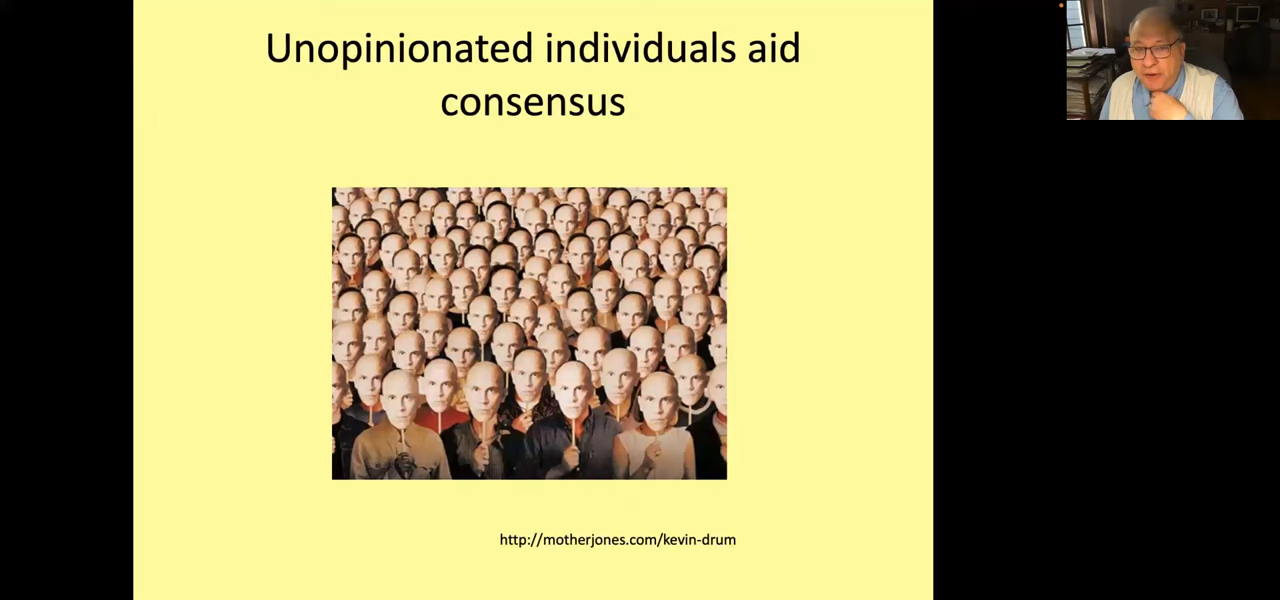 Unopinionated individuals aid
consensus
http://motherjones.com/kevin-drum